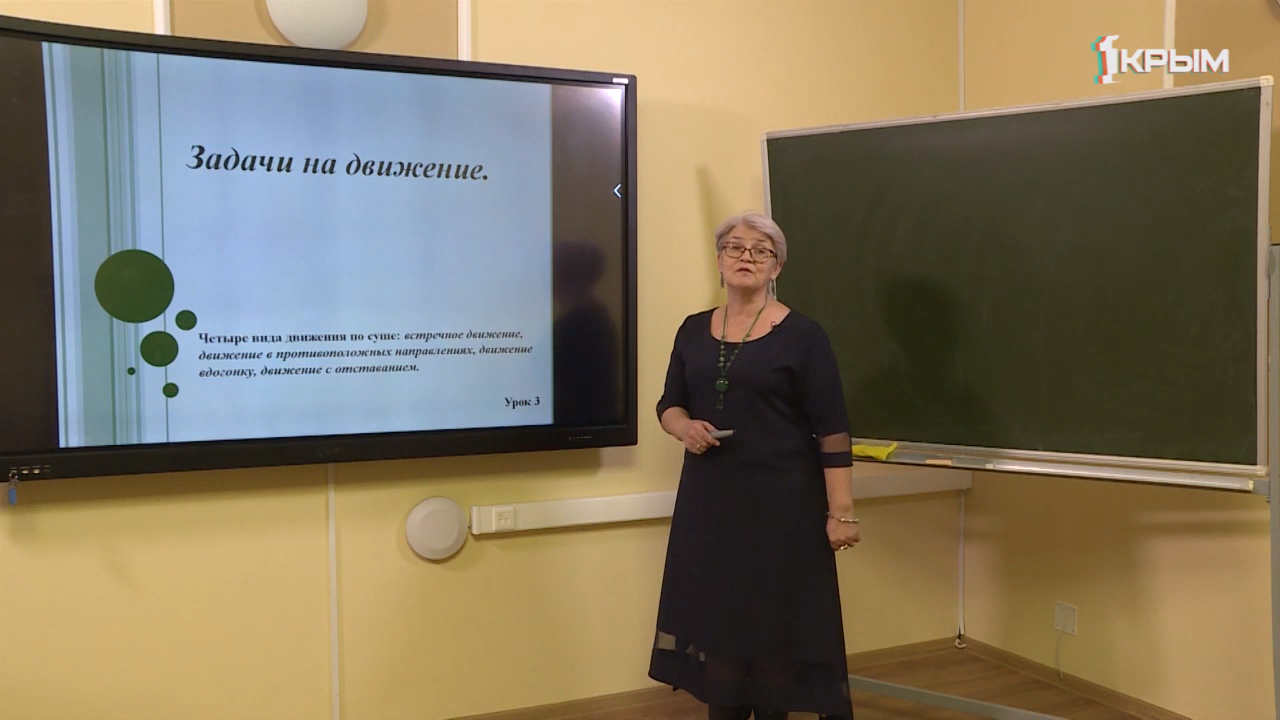 1КРЫМ
Задачи на движение.
Четыре вида движения по суше: встречное движение,
движение в противоположных направлениях, движение
вдогонку, движение с отставанием.
Урок 3